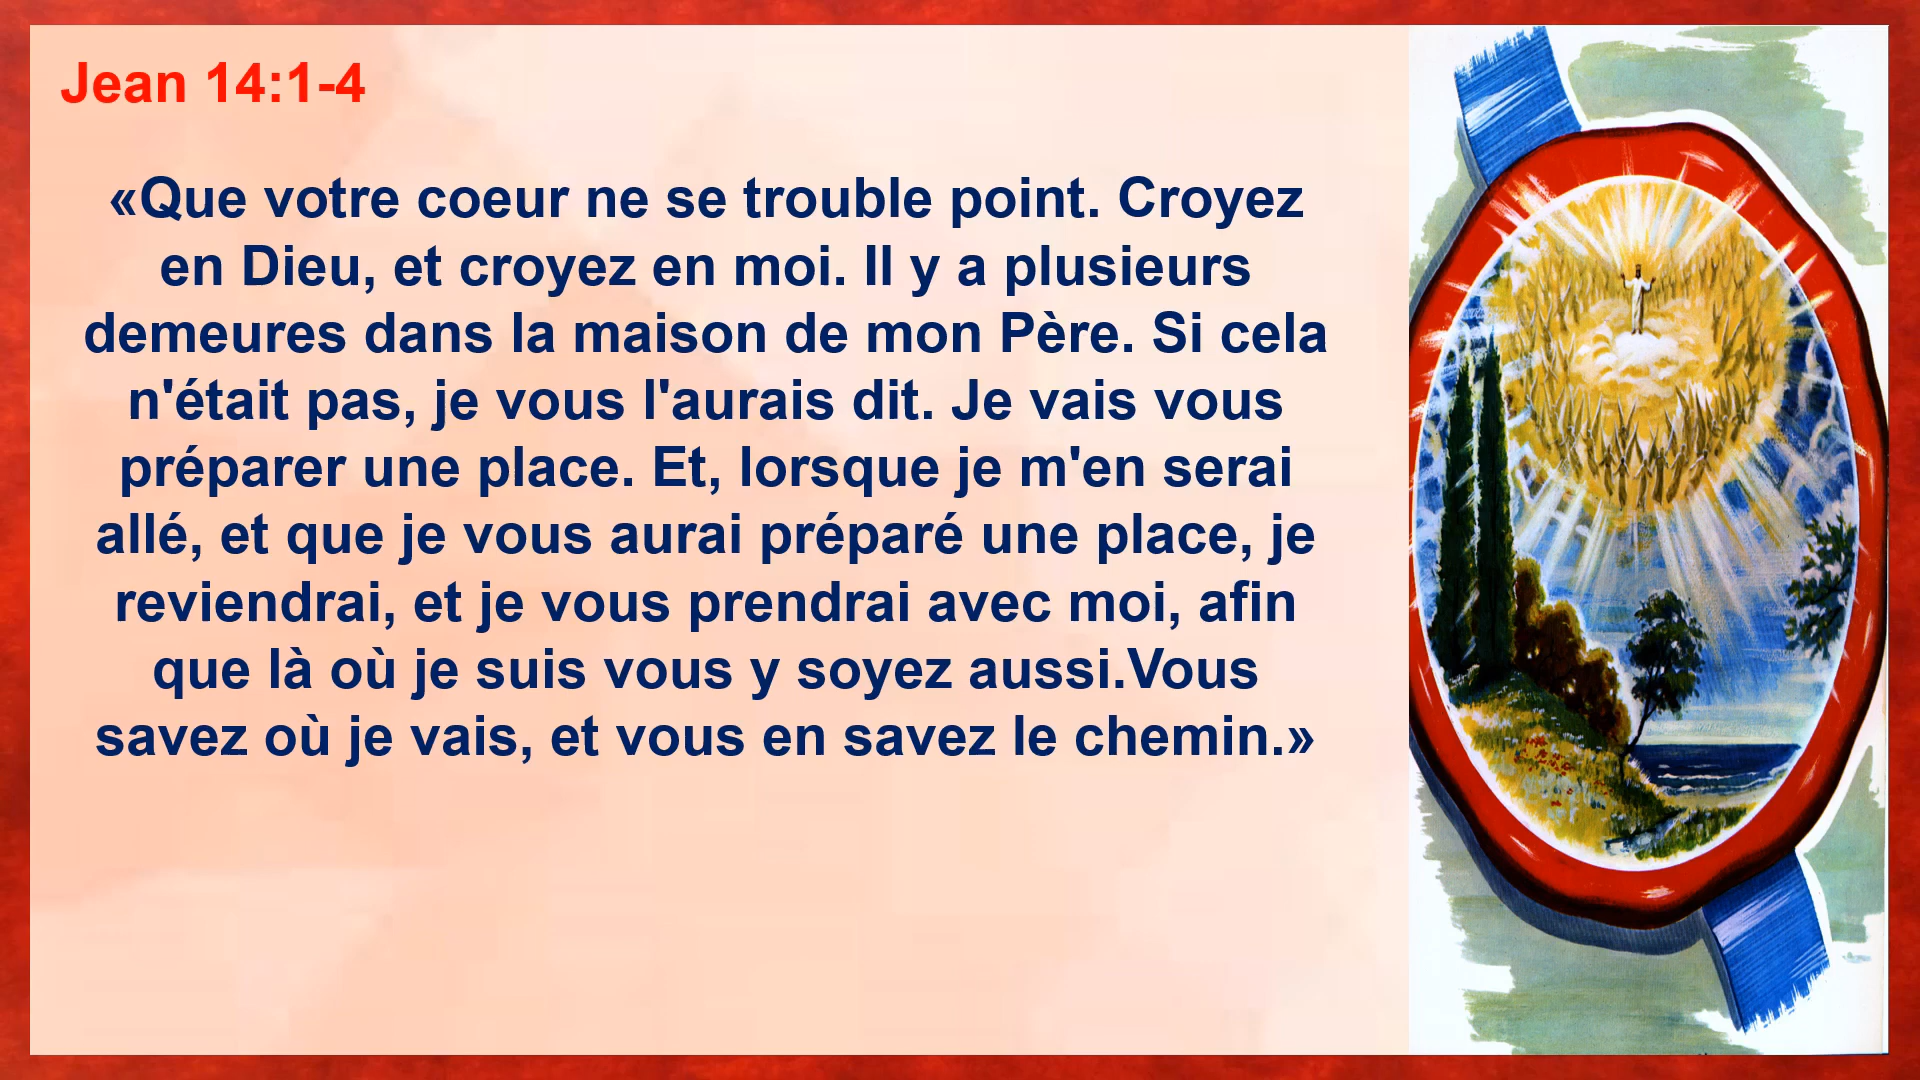 Jean 14:1-4
«Que votre coeur ne se trouble point. Croyez
en Dieu, et croyez en moi. Il y a plusieurs
demeures dans la maison de mon Père. Si cela
n'était pas, je vous l'aurais dit. Je vais vous
préparer une place. Et, lorsque je m'en serai
allé, et que je vous aurai préparé une place, je
reviendrai, et je vous prendrai avec moi, afin
que là où je suis vous y soyez aussi.Vous
savez où je vais, et vous en savez le chemin.»